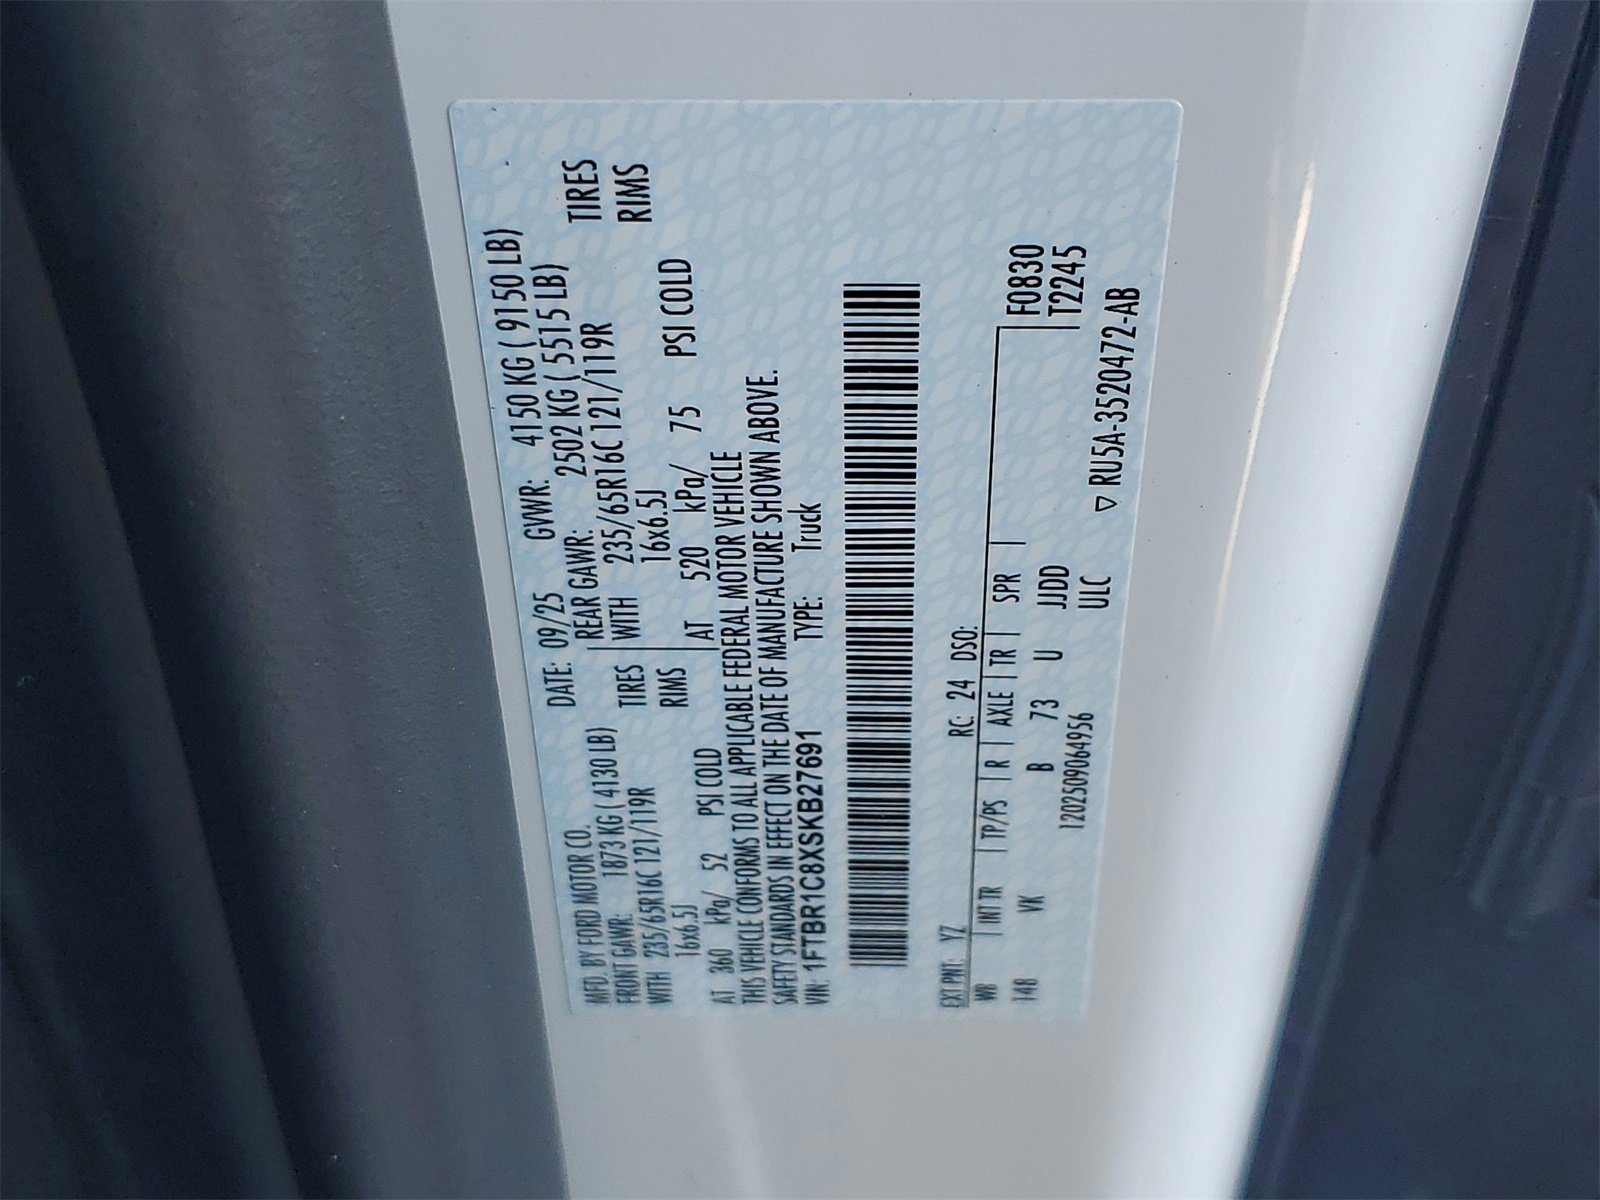 MFD. BY FORD MOTOR CO. DATE: 09/25 GVWR: 4150 KG ( 9150 LB)
FRONT GAWR: 1873 KG ( 4130 LB) REAR GAWR: 2502 KG ( 5515 LB)
WITH 235/65R16C 121/119R TIRES WITH 235/65R16C 121/119R TIRES
16x6.5J RIMS 16x6.5J RIMS
AT 360 kPa/ 52 PSI COLD AT 520 kPa/ 75 PSI COLD
THIS VEHICLE CONFORMS TO ALL APPLICABLE FEDERAL MOTOR VEHICLE
SAFETY STANDARDS IN EFFECT ON THE DATE OF MANUFACTURE SHOWN ABOVE.
VIN: 1FTBR1C8XSKB27691 TYPE: Truck
EXT PNT: YZ RC: 24 DSO:
WB | INT TR | TP/PS | R | AXLE | TR | SPR | F0830
148 VK B 73 U JJDD T2245
1202509064956 ULC ▽ RU5A-3520472-AB